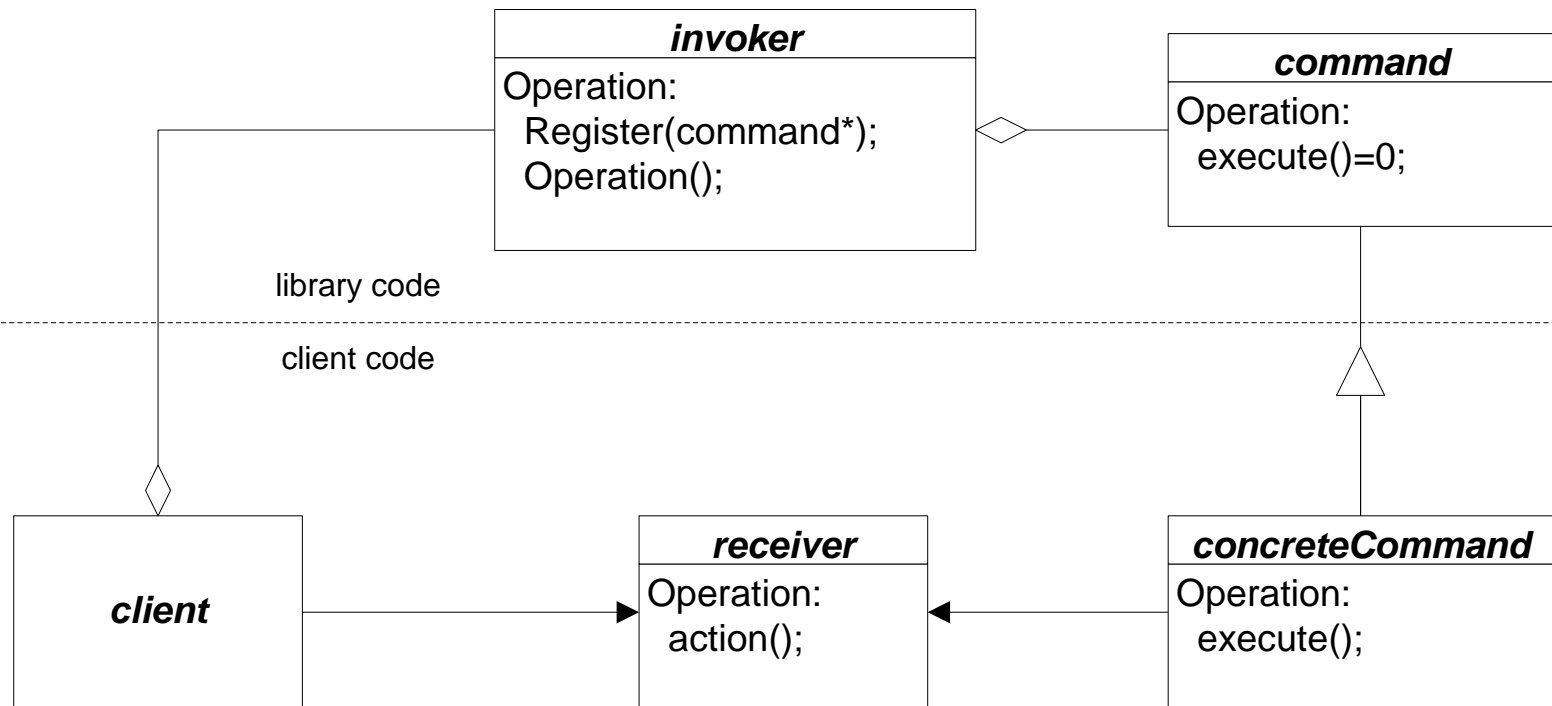 invoker
Operation:
Register(command*);
Operation();
command
Operation:
execute()=0;
library code
client code
client
receiver
Operation:
action();
concreteCommand
Operation:
execute();